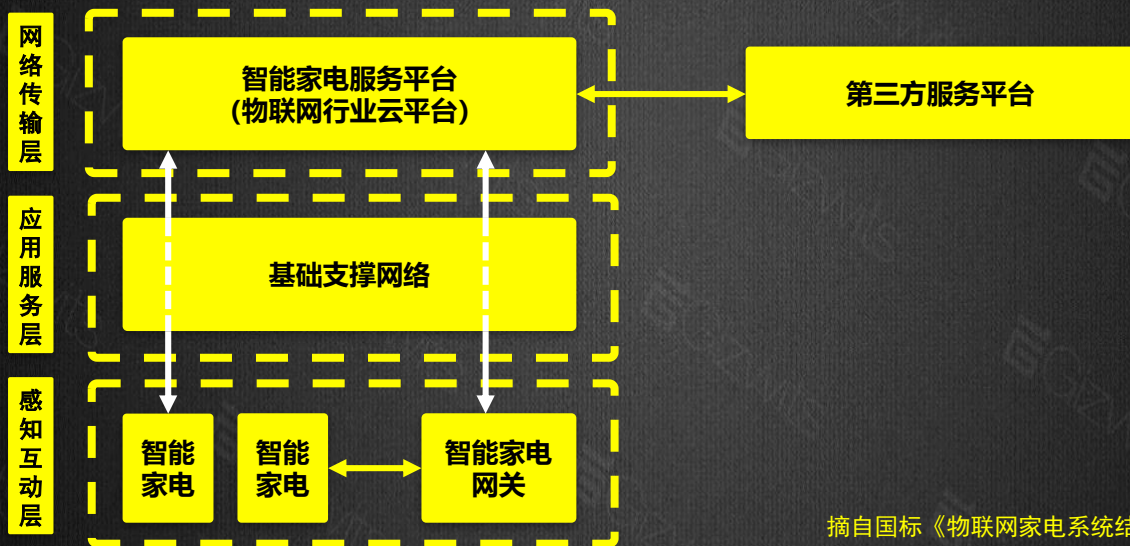 网络传输层
智能家电服务平台
(物联网行业云平台)
第三方服务平台
应用服务层
基础支撑网络
感知互动层
智能
家电
智能
家电
智能家电
网关
摘自国标《物联网家电系统结